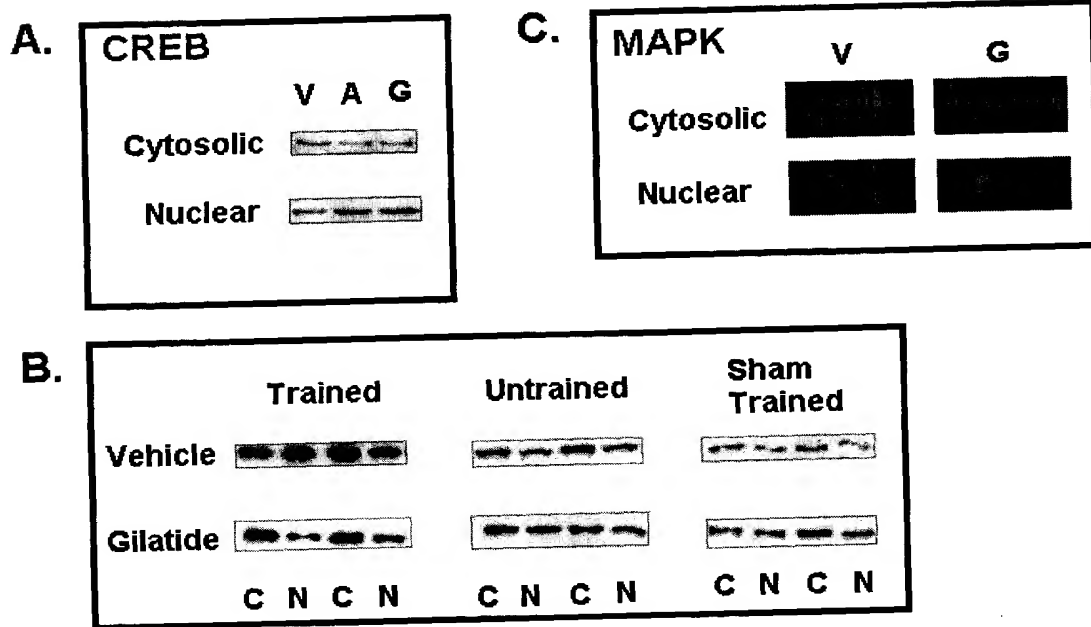 A.
CREB
V A G
Cytosolic
Nuclear
C.
MAPK
V G
Cytosolic
Nuclear
B.
Trained Untrained Sham Trained
Vehicle
Gilatide
C N C N C N C N C N C N